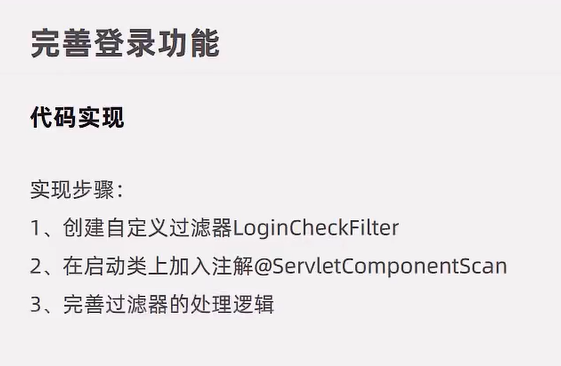 完善登录功能
代码实现
实现步骤：
1、创建自定义过滤器LoginCheckFilter
2、在启动类上加入注解@ServletComponentScan
3、完善过滤器的处理逻辑